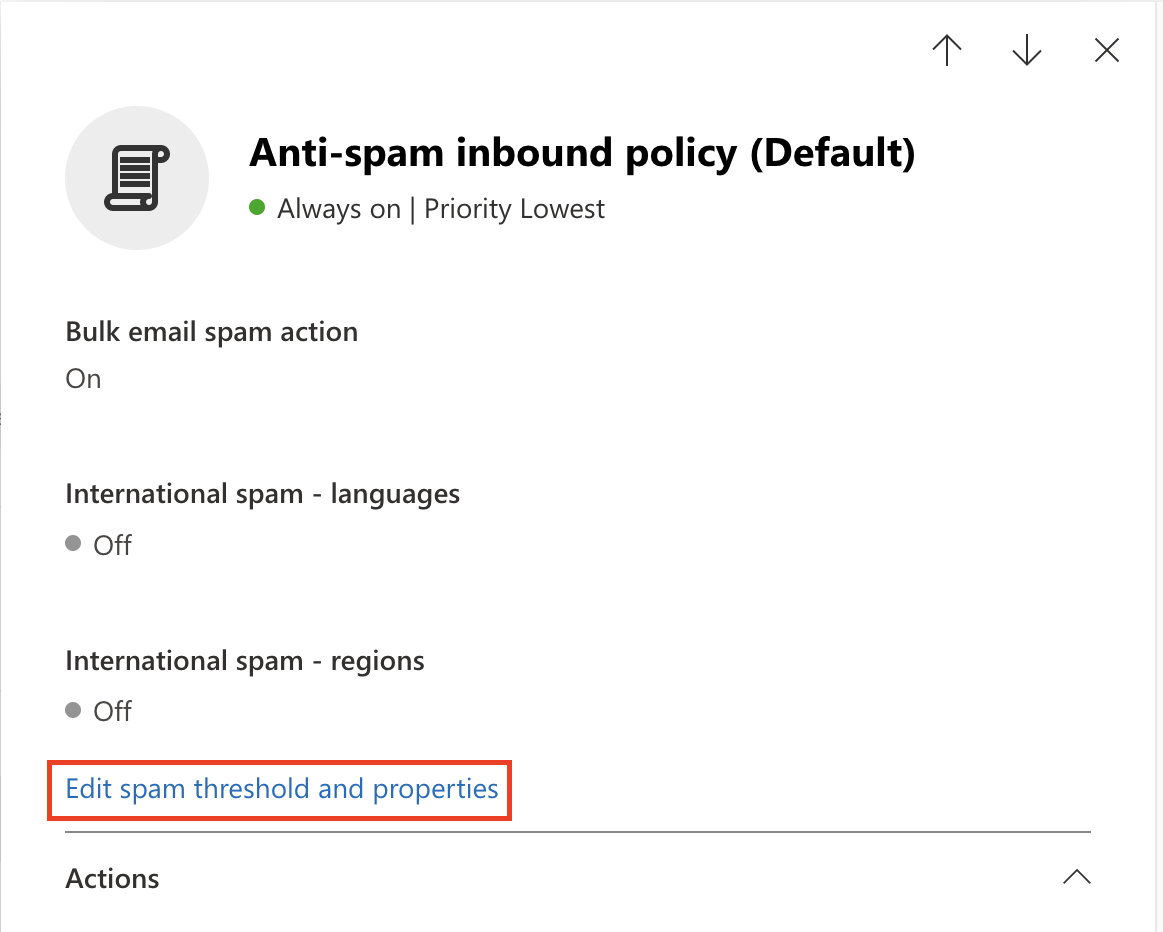 Anti-spam inbound policy (Default)
Always on | Priority Lowest
Bulk email spam action
On
International spam - languages
Off
International spam - regions
Off
Edit spam threshold and properties
Actions